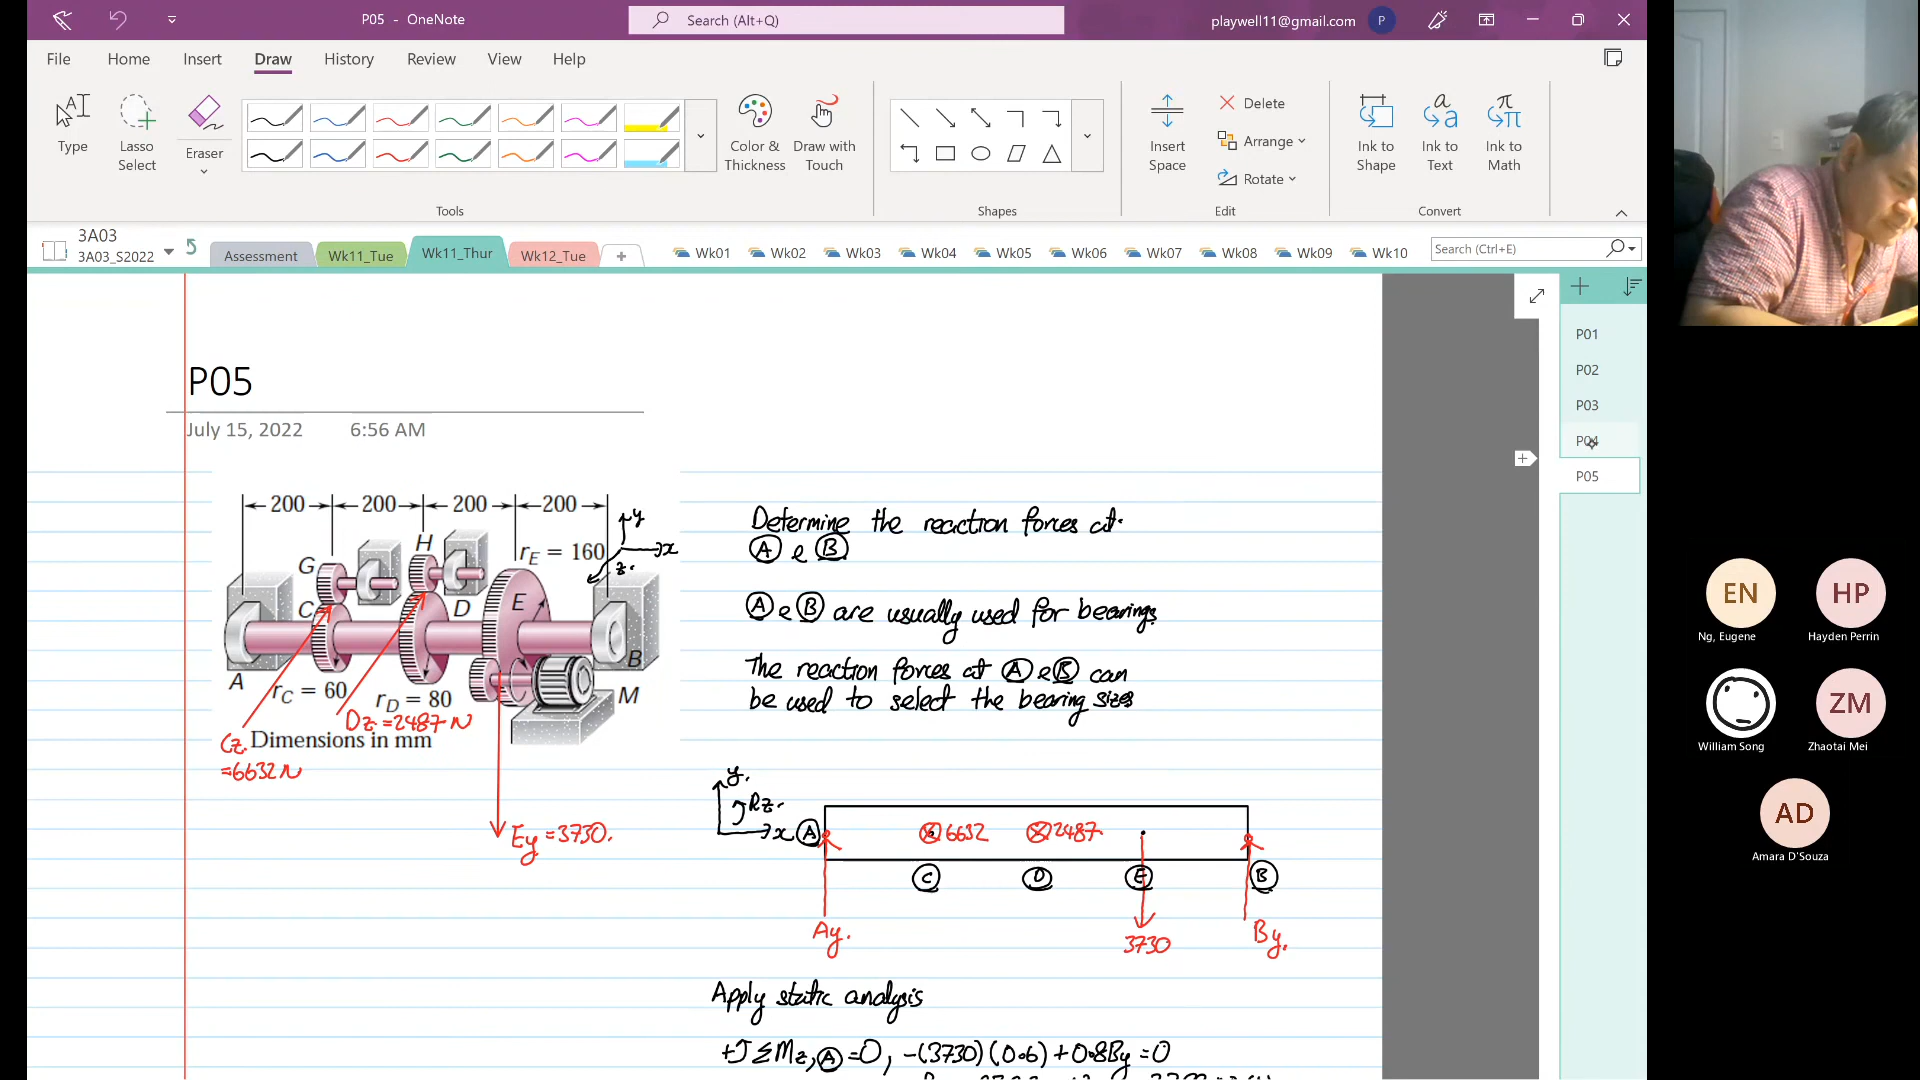 P05 - OneNote
Search (Alt+Q)
playwell11@gmail.com
P
File
Home
Insert
Draw
History
Review
View
Help
Type
Lasso Select
Eraser
Color & Thickness
Draw with Touch
Insert Space
Delete
Arrange
Rotate
Ink to Shape
Ink to Text
Ink to Math
Tools
Shapes
Edit
Convert
3A03
3A03_S2022
Assessment
Wk11_Tue
Wk11_Thur
Wk12_Tue
Wk01
Wk02
Wk03
Wk04
Wk05
Wk06
Wk07
Wk08
Wk09
Wk10
Search (Ctrl+E)
P01
P02
P03
P04
P05
P05
July 15, 2022 6:56 AM
200 200 200 200
y
x
z.
G
H
rE = 160
C
D
E
A
B
rC = 60
rD = 80
M
Dz = 2487 N
Cz. Dimensions in mm
=6632 N
Ey = 3730.
Determine the reaction forces at
A e B
A e B are usually used for bearings
The reaction forces at A e B can
be used to select the bearing sizes
y.
Rz.
x
A
6632
2487
C
D
E
B
Ay.
3730
By.
Apply static analysis
+ΣMz,A = 0, -(3730)(0.6) + 0.8By = 0
EN
Ng, Eugene
HP
Hayden Perrin
William Song
ZM
Zhaotai Mei
AD
Amara D'Souza